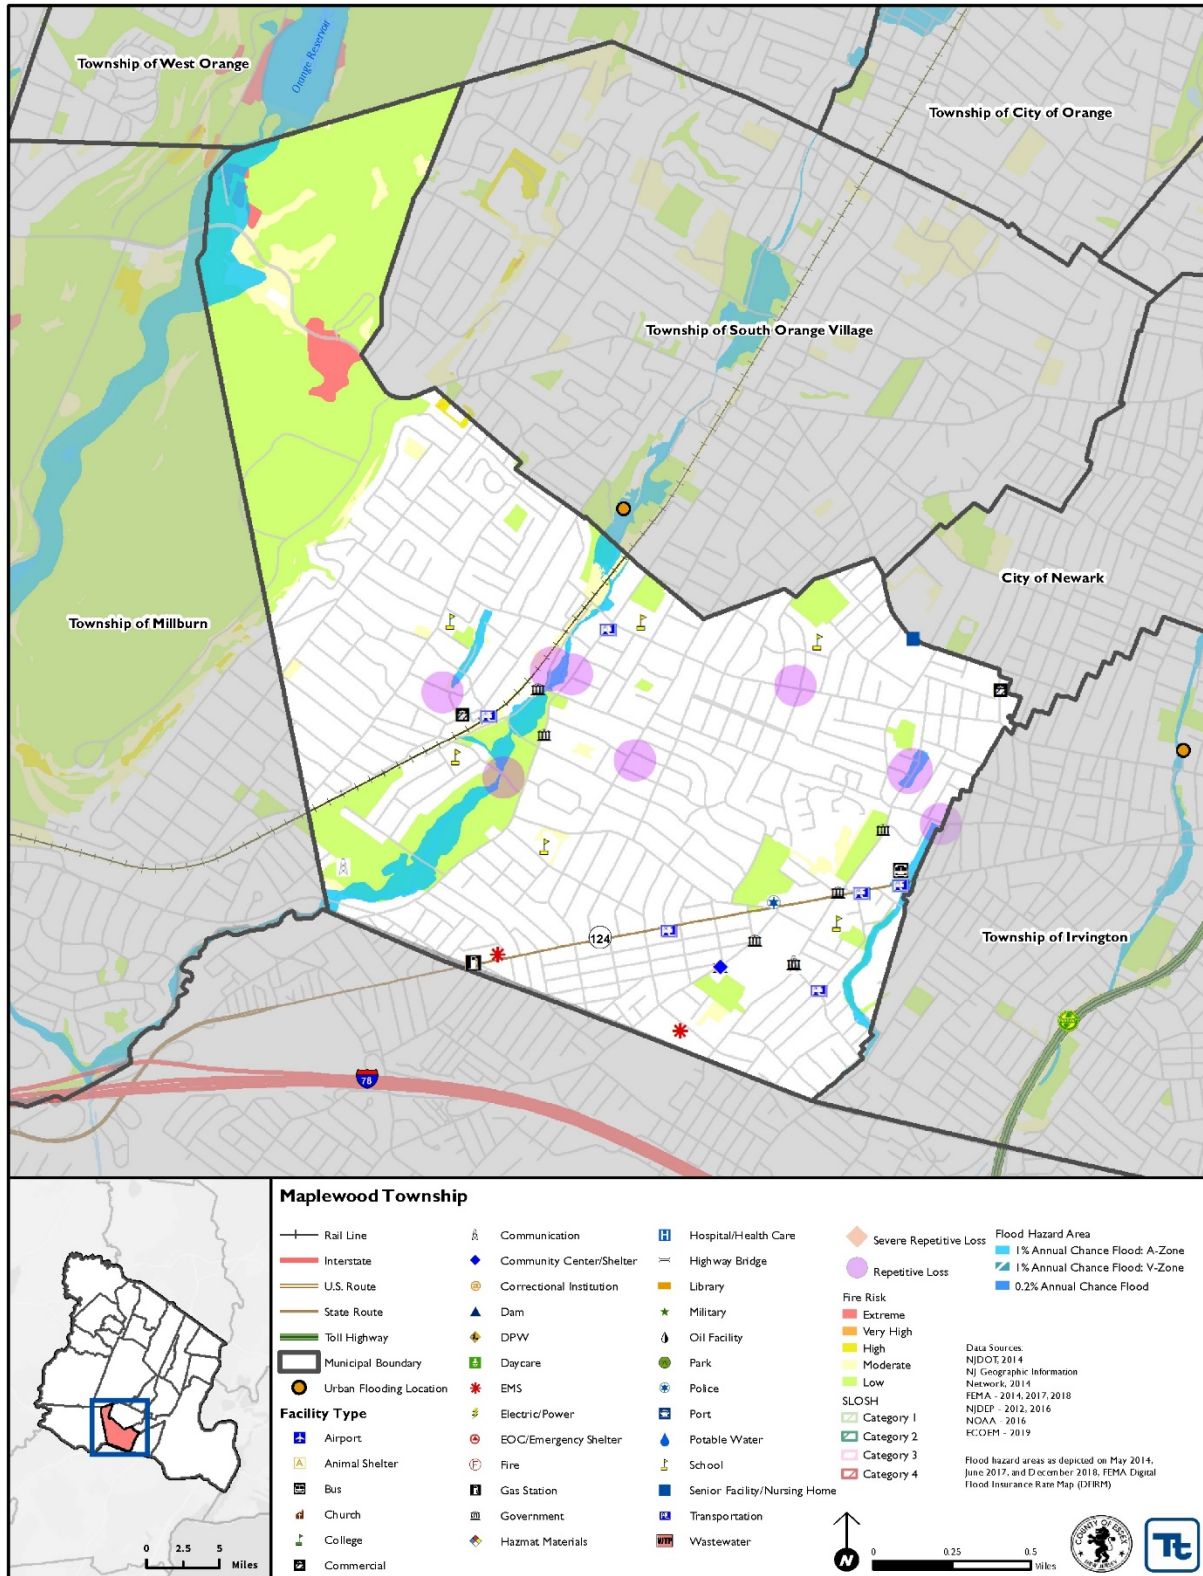 Township of West Orange
Orange Reservoir
Township of City of Orange
Township of South Orange Village
City of Newark
Township of Millburn
Township of Irvington
124
78
Maplewood Township
Rail Line
Interstate
U.S. Route
State Route
Toll Highway
Municipal Boundary
Urban Flooding Location
Facility Type
Airport
Animal Shelter
Bus
Church
College
Commercial
Communication
Community Center/Shelter
Correctional Institution
Dam
DPW
Daycare
EMS
Electric/Power
EOC/Emergency Shelter
Fire
Gas Station
Government
Hazmat Materials
Hospital/Health Care
Highway Bridge
Library
Military
Oil Facility
Park
Police
Port
Potable Water
School
Senior Facility/Nursing Home
Transportation
WTP Wastewater
Severe Repetitive Loss
Repetitive Loss
Fire Risk
Extreme
Very High
High
Moderate
Low
SLOSH
Category 1
Category 2
Category 3
Category 4
Flood Hazard Area
1% Annual Chance Flood: A-Zone
1% Annual Chance Flood: V-Zone
0.2% Annual Chance Flood
Data Sources:
NJDOT, 2014
NJ Geographic Information
Network, 2014
FEMA - 2014, 2017, 2018
NJDEP - 2012, 2016
NOAA - 2016
ECOEM - 2019
Flood hazard areas as depicted on May 2014,
June 2017, and December 2018, FEMA Digital
Flood Insurance Rate Map (DFIRM)
0 2.5 5
Miles
N
0 0.25 0.5
Miles
COUNTY OF ESSEX
NEW JERSEY
Tt